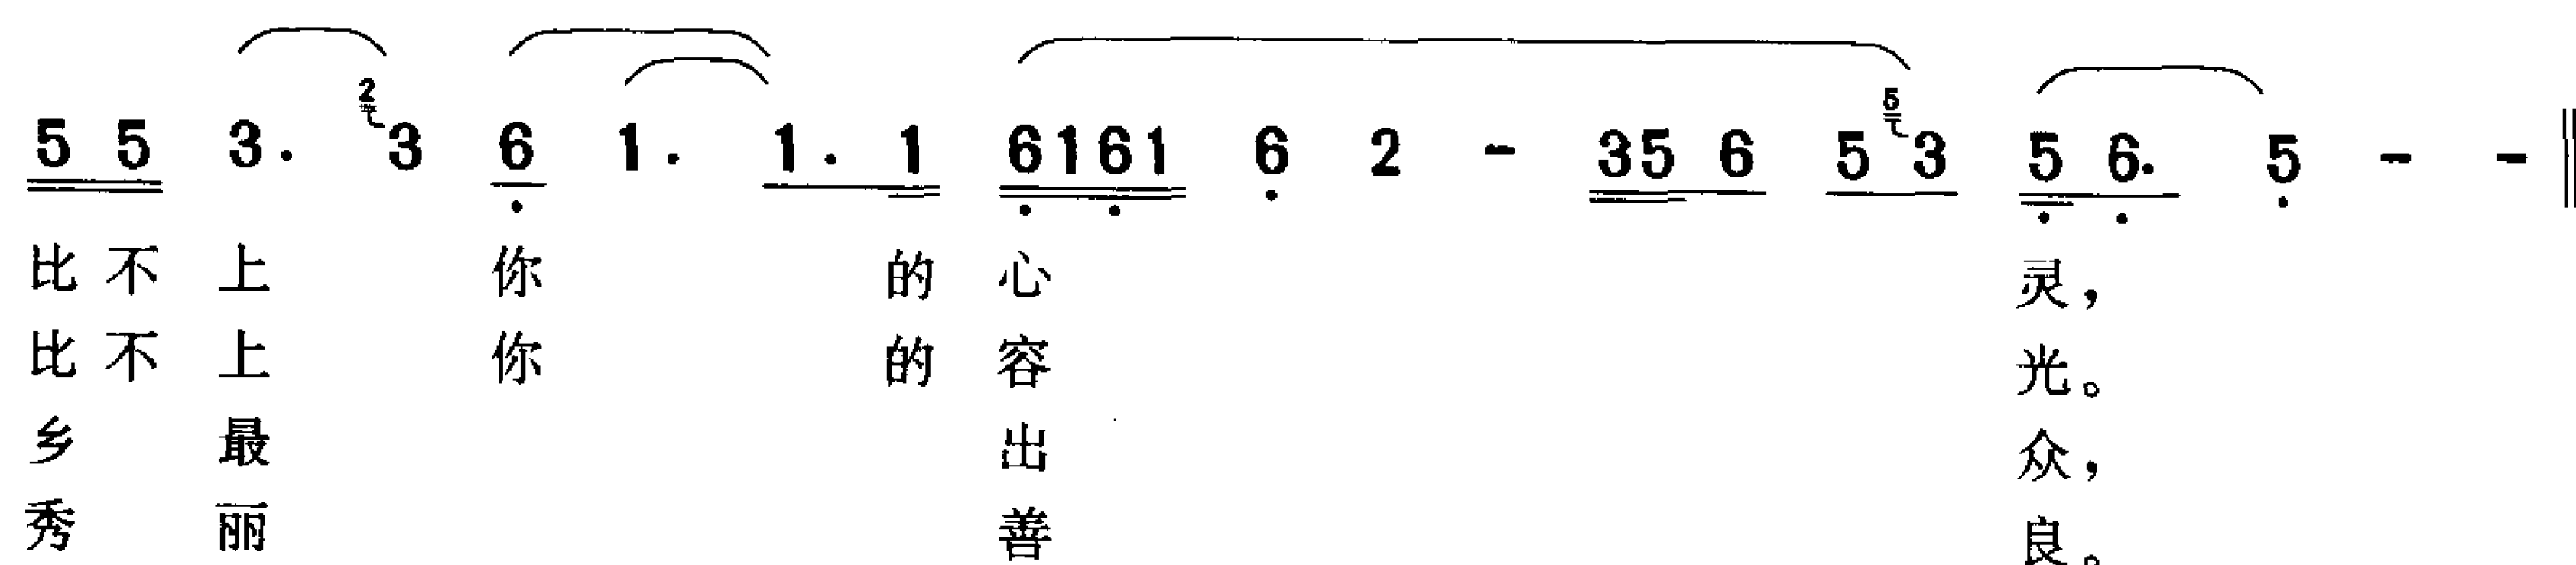 5 5 3. 2 3 6 1. 1. 1 6161 6 2 - 35 6 5 5 3 5 6. 5 - -
比 不 上 你 的 心 灵，
比 不 上 你 的 容 光。
乡 最 出 众，
秀 丽 善 良。